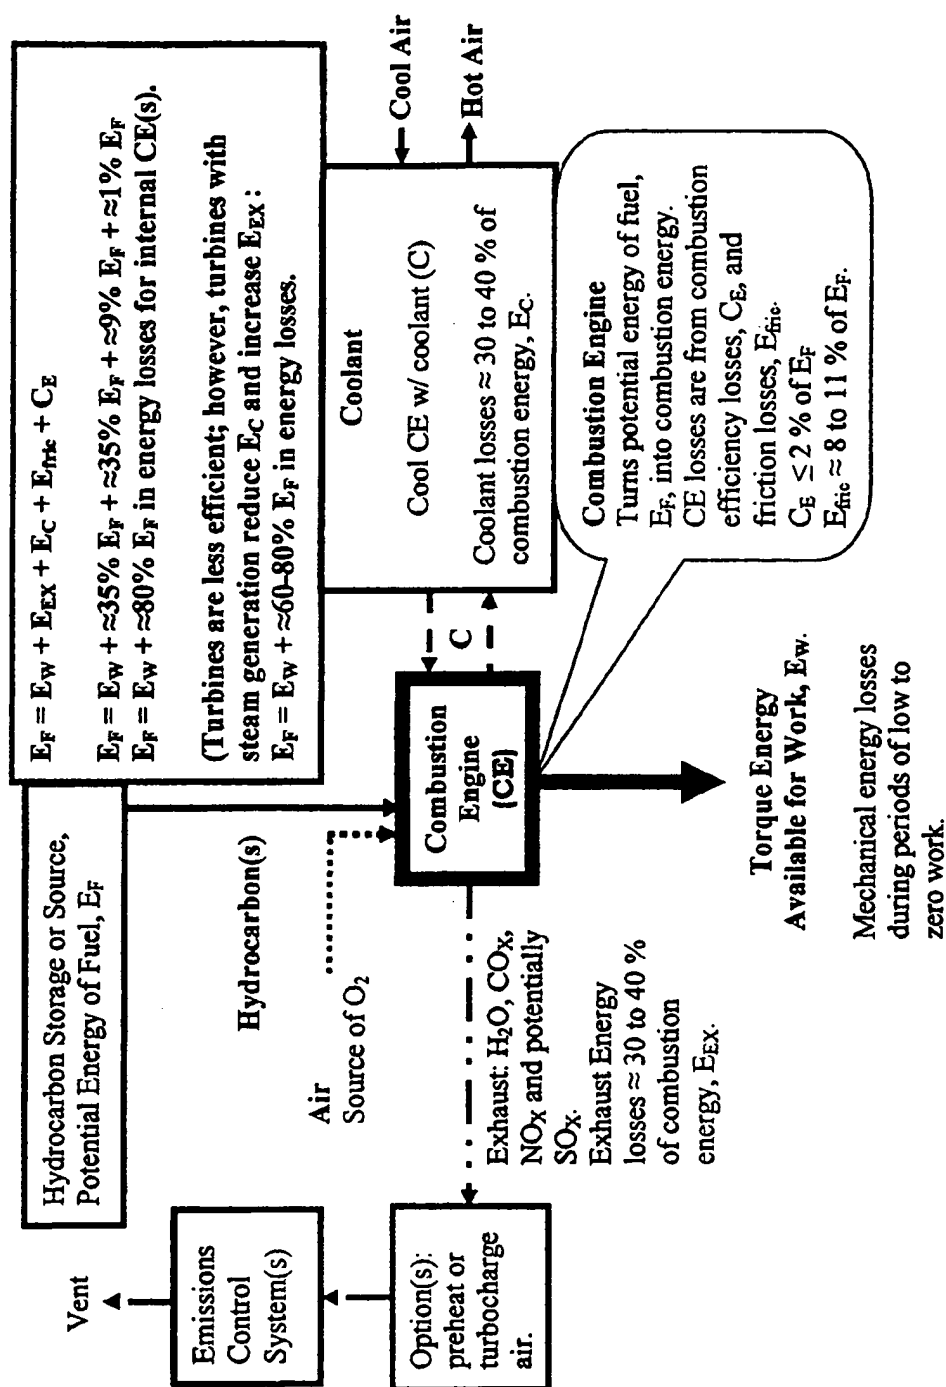 Vent
Emissions
Control
System(s)
Option(s):
preheat or
turbocharge
air.
Hydrocarbon Storage or Source,
Potential Energy of Fuel, E_F
E_F = E_W + E_EX + E_C + E_fric + C_E
E_F = E_W + ≈35% E_F + ≈35% E_F + ≈9% E_F + ≈1% E_F
E_F = E_W + ≈80% E_F in energy losses for internal CE(s).
(Turbines are less efficient; however, turbines with
steam generation reduce E_C and increase E_EX :
E_F = E_W + ≈60-80% E_F in energy losses.
Air
Source of O₂
Hydrocarbon(s)
Exhaust: H₂O, CO_X,
NO_X and potentially
SO_X.
Exhaust Energy
losses ≈ 30 to 40 %
of combustion
energy, E_EX.
Combustion
Engine
(CE)
C
Coolant
Cool CE w/ coolant (C)
Coolant losses ≈ 30 to 40 % of
combustion energy, E_C.
Cool Air
Hot Air
Combustion Engine
Turns potential energy of fuel,
E_F, into combustion energy.
CE losses are from combustion
efficiency losses, C_E, and
friction losses, E_fric.
C_E ≤ 2 % of E_F
E_fric ≈ 8 to 11 % of E_F.
Torque Energy
Available for Work, E_W.
Mechanical energy losses
during periods of low to
zero work.